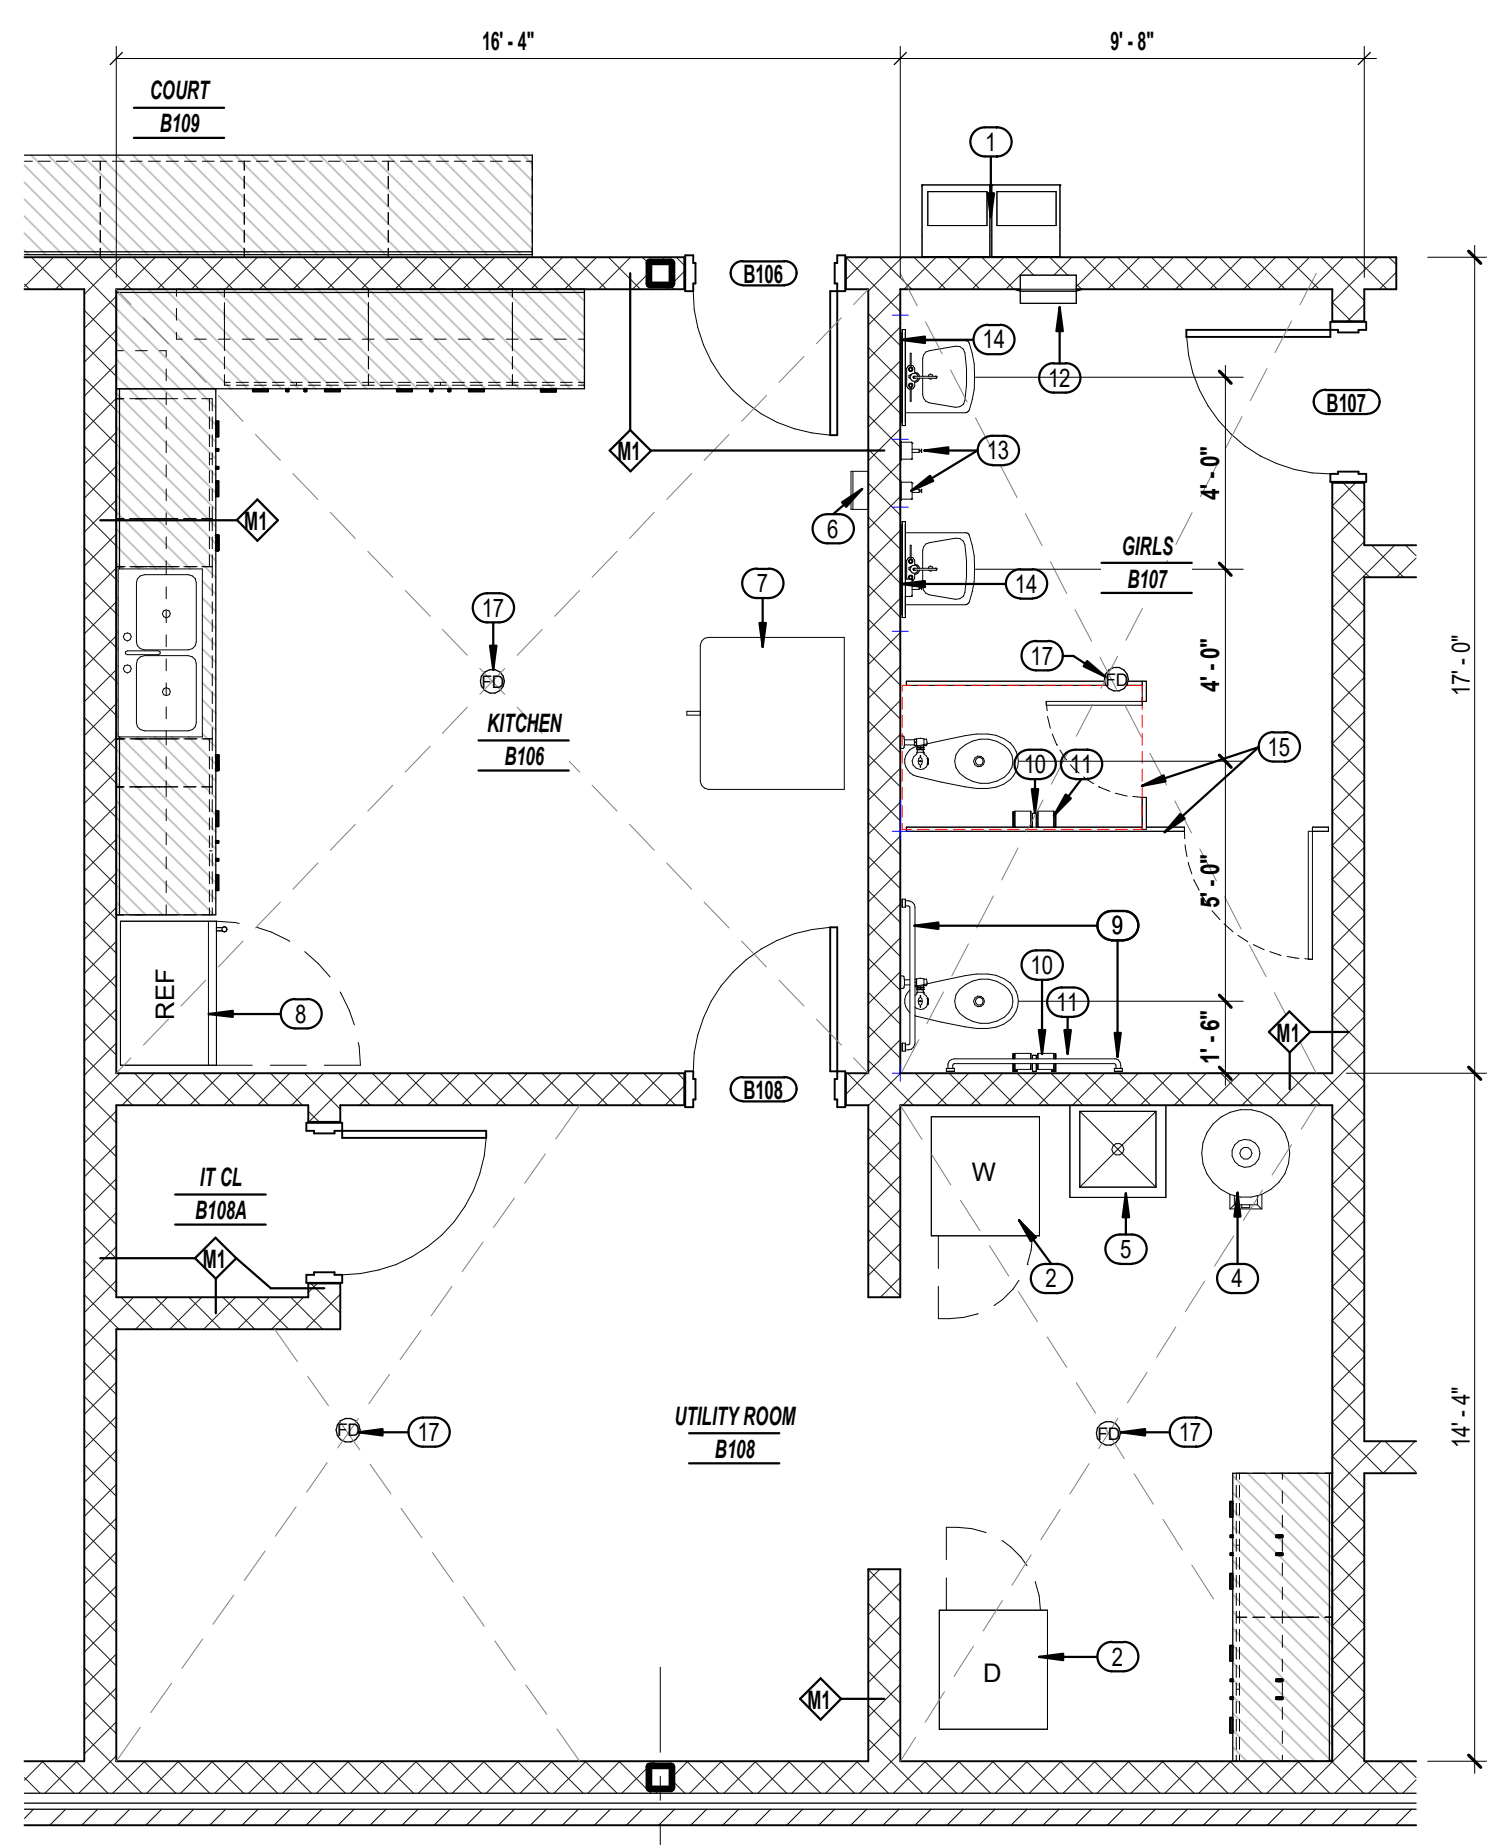 16' - 4"
9' - 8"
COURT
B109
1
B106
14
12
B107
M1
13
4' - 0"
M1
6
GIRLS
B107
7
14
17
17
4' - 0"
FD
FD
KITCHEN
B106
17' - 0"
15
10
11
5' - 0"
9
REF
10
8
11
M1
1' - 6"
B108
IT CL
B108A
W
M1
5
2
4
UTILITY ROOM
B108
FD
17
FD
17
14' - 4"
2
D
M1